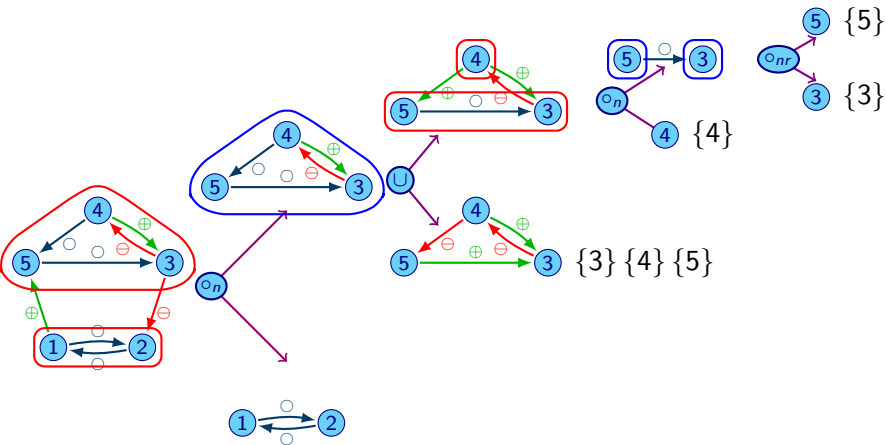 5 {5}
4 5 3 ○ ∘nr
⊕
⊕ ○ ⊖ ∘n
5 3 3 {3}
4 4 {4}
⊕
○ ○ ⊖
5 3 ∪
4 4
⊕ ⊖ ⊕
○ ○ ⊖ ⊕ ⊖
5 3 5 3 {3} {4} {5}
∘n
⊕ ⊖
○
1 2
○
○
1 2
○